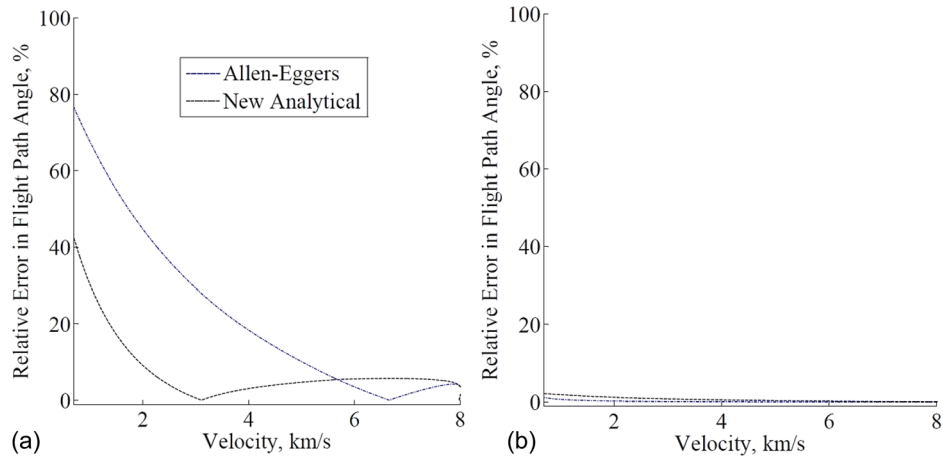 100
80
60
40
20
0
Relative Error in Flight Path Angle, %
Allen-Eggers
New Analytical
2
4
6
8
Velocity, km/s
(a)
100
80
60
40
20
0
Relative Error in Flight Path Angle, %
2
4
6
8
Velocity, km/s
(b)